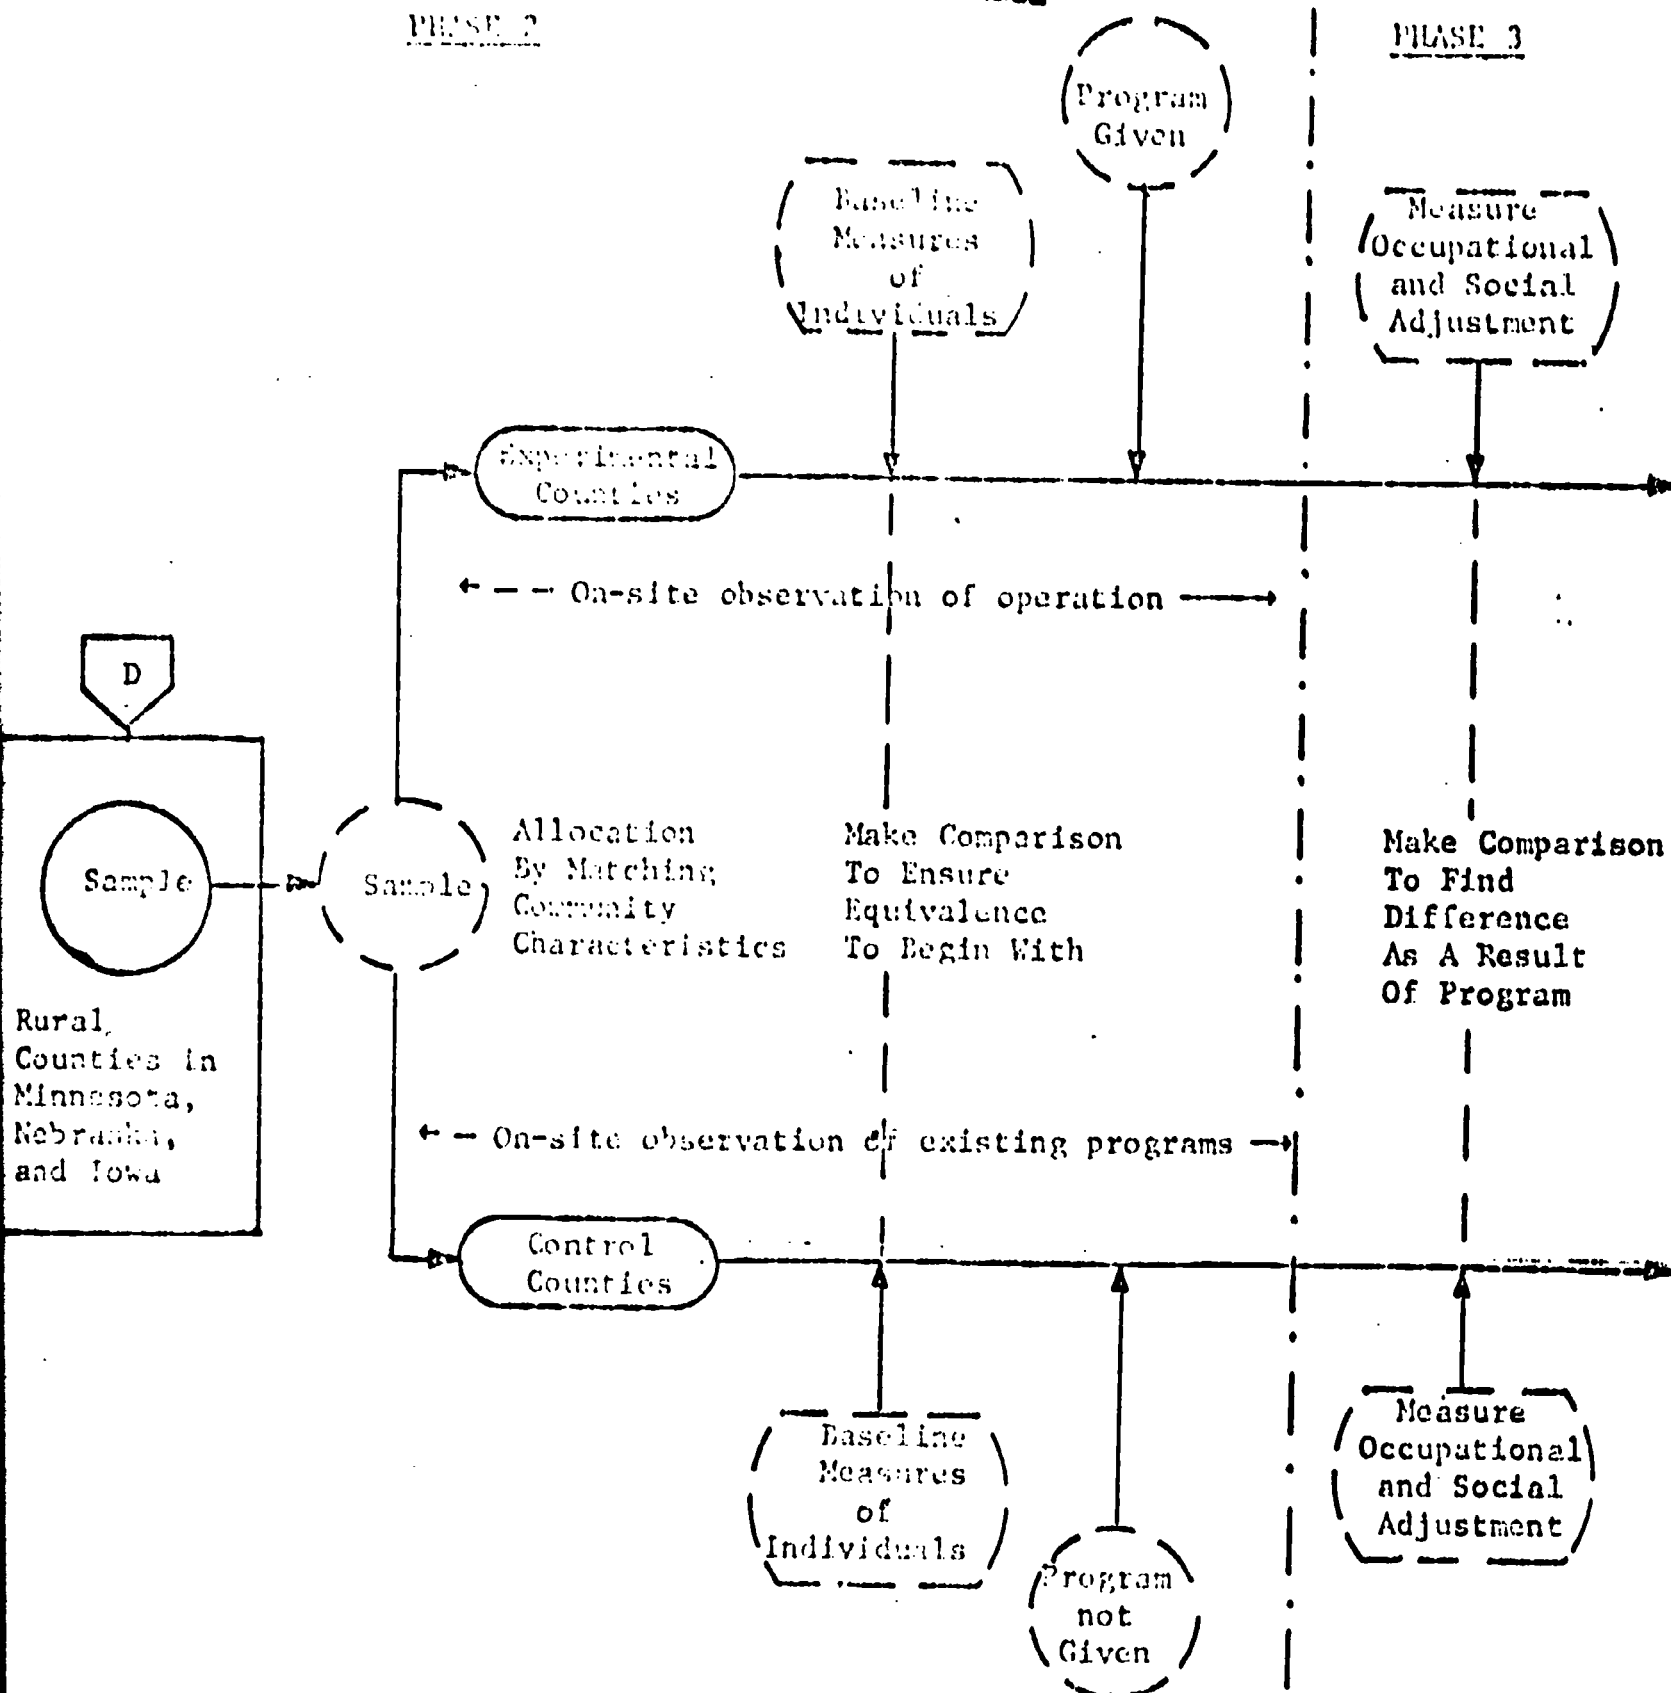 PHASE 2
PHASE 3
Program
Given
Baseline
Measures
of
Individuals
Measure
Occupational
and Social
Adjustment
Experimental
Counties
On-site observation of operation
D
Sample
Sample
Allocation
By Matching
Community
Characteristics
Make Comparison
To Ensure
Equivalence
To Begin With
Make Comparison
To Find
Difference
As A Result
Of Program
Rural
Counties in
Minnesota,
Nebraska,
and Iowa
On-site observation of existing programs
Control
Counties
Baseline
Measures
of
Individuals
Measure
Occupational
and Social
Adjustment
Program
not
Given